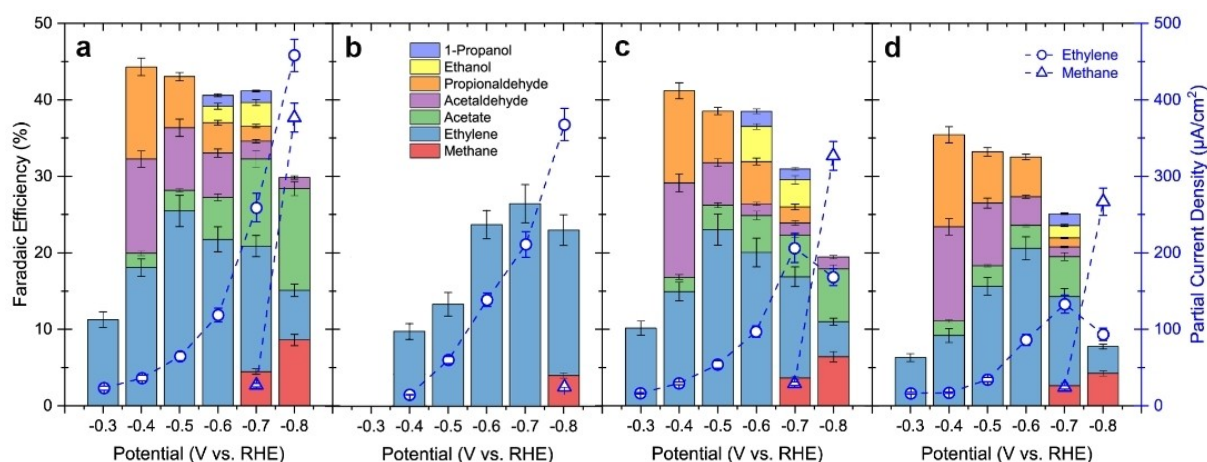 Faradaic Efficiency (%)
50
40
30
20
10
0
a
-0.3 -0.4 -0.5 -0.6 -0.7 -0.8
Potential (V vs. RHE)
b
1-Propanol
Ethanol
Propionaldehyde
Acetaldehyde
Acetate
Ethylene
Methane
-0.3 -0.4 -0.5 -0.6 -0.7 -0.8
Potential (V vs. RHE)
c
-0.3 -0.4 -0.5 -0.6 -0.7 -0.8
Potential (V vs. RHE)
d
Ethylene
Methane
-0.3 -0.4 -0.5 -0.6 -0.7 -0.8
Potential (V vs. RHE)
500
400
300
200
100
0
Partial Current Density (μA/cm²)